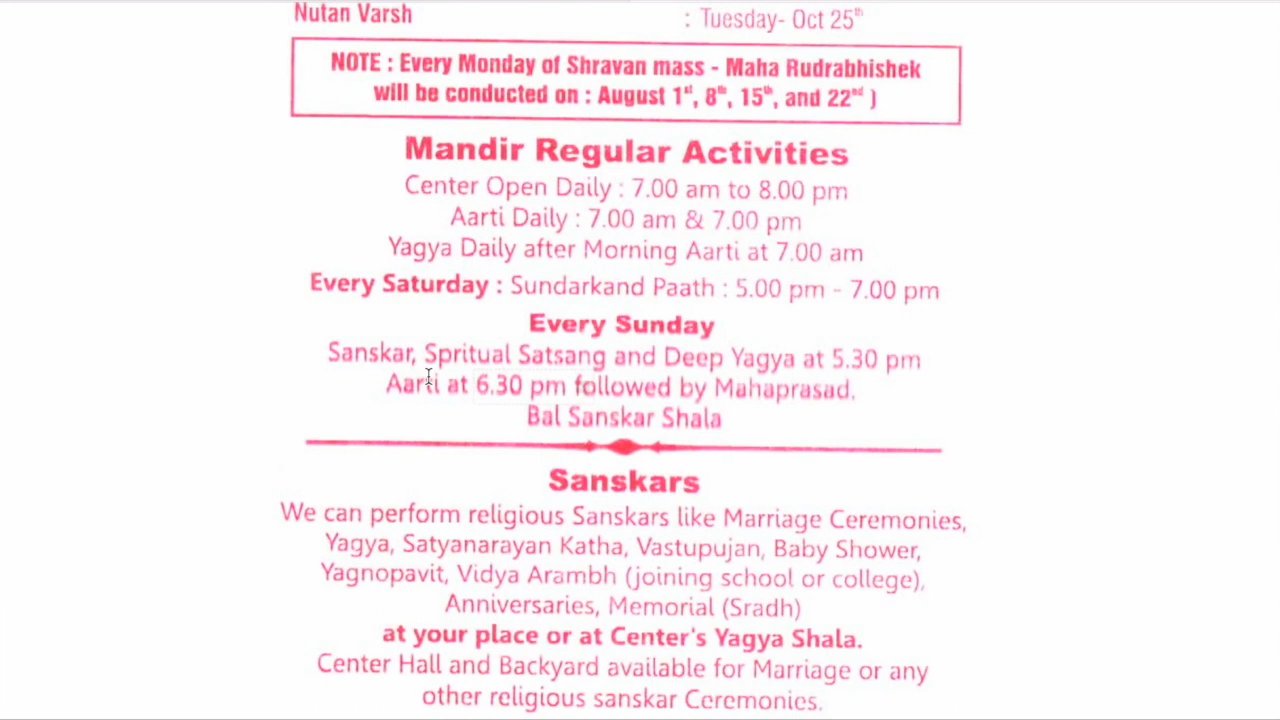 Nutan Varsh : Tuesday- Oct 25th
NOTE : Every Monday of Shravan mass - Maha Rudrabhishek
will be conducted on : August 1st, 8th, 15th, and 22nd )
Mandir Regular Activities
Center Open Daily : 7.00 am to 8.00 pm
Aarti Daily : 7.00 am & 7.00 pm
Yagya Daily after Morning Aarti at 7.00 am
Every Saturday : Sundarkand Paath : 5.00 pm - 7.00 pm
Every Sunday
Sanskar, Spritual Satsang and Deep Yagya at 5.30 pm
Aarti at 6.30 pm followed by Mahaprasad.
Bal Sanskar Shala
Sanskars
We can perform religious Sanskars like Marriage Ceremonies,
Yagya, Satyanarayan Katha, Vastupujan, Baby Shower,
Yagnopavit, Vidya Arambh (joining school or college),
Anniversaries, Memorial (Sradh)
at your place or at Center's Yagya Shala.
Center Hall and Backyard available for Marriage or any
other religious sanskar Ceremonies.